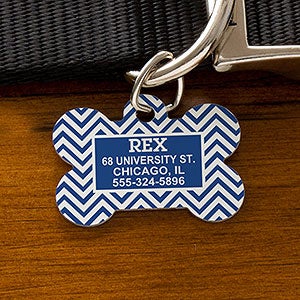 REX
68 UNIVERSITY ST.
CHICAGO, IL
555-324-5896